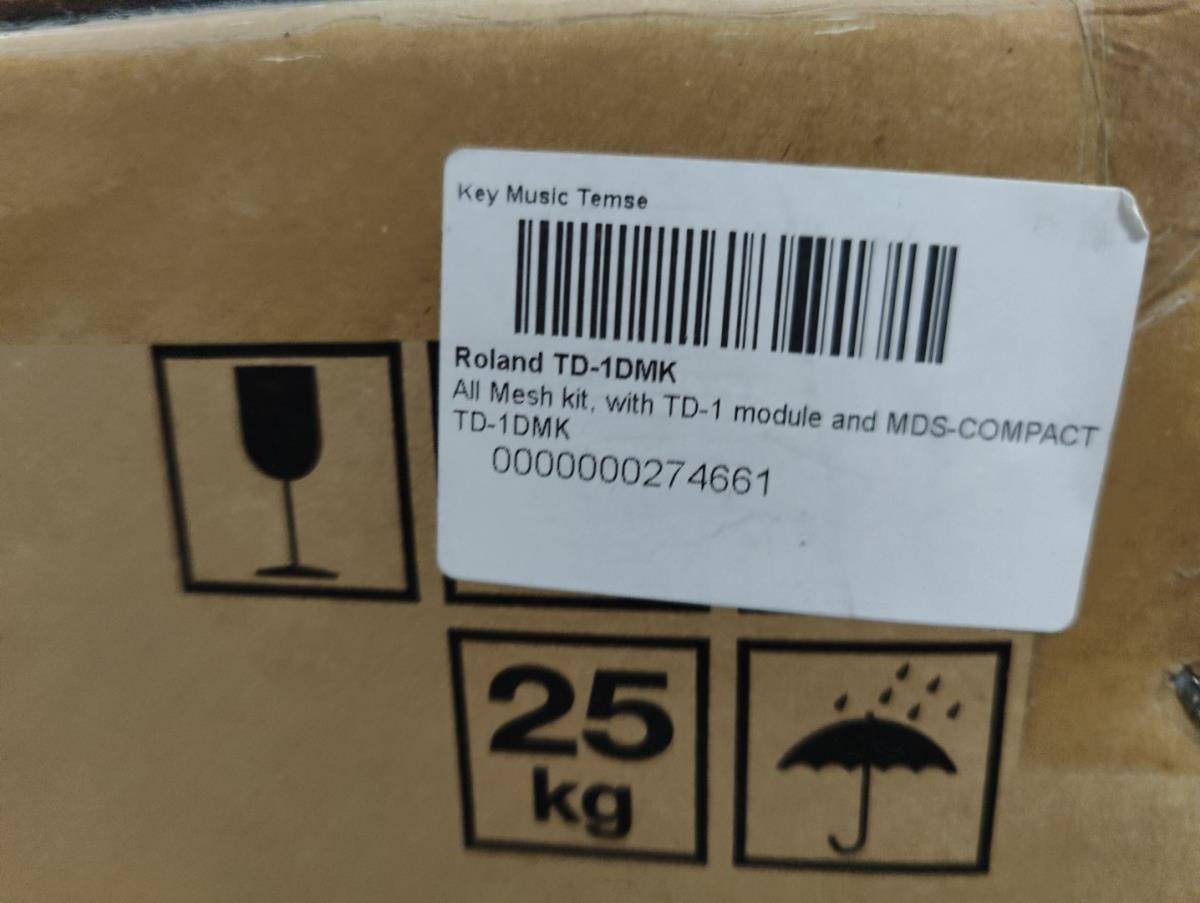 Key Music Temse
Roland TD-1DMK
All Mesh kit, with TD-1 module and MDS-COMPACT
TD-1DMK
0000000274661
25
kg